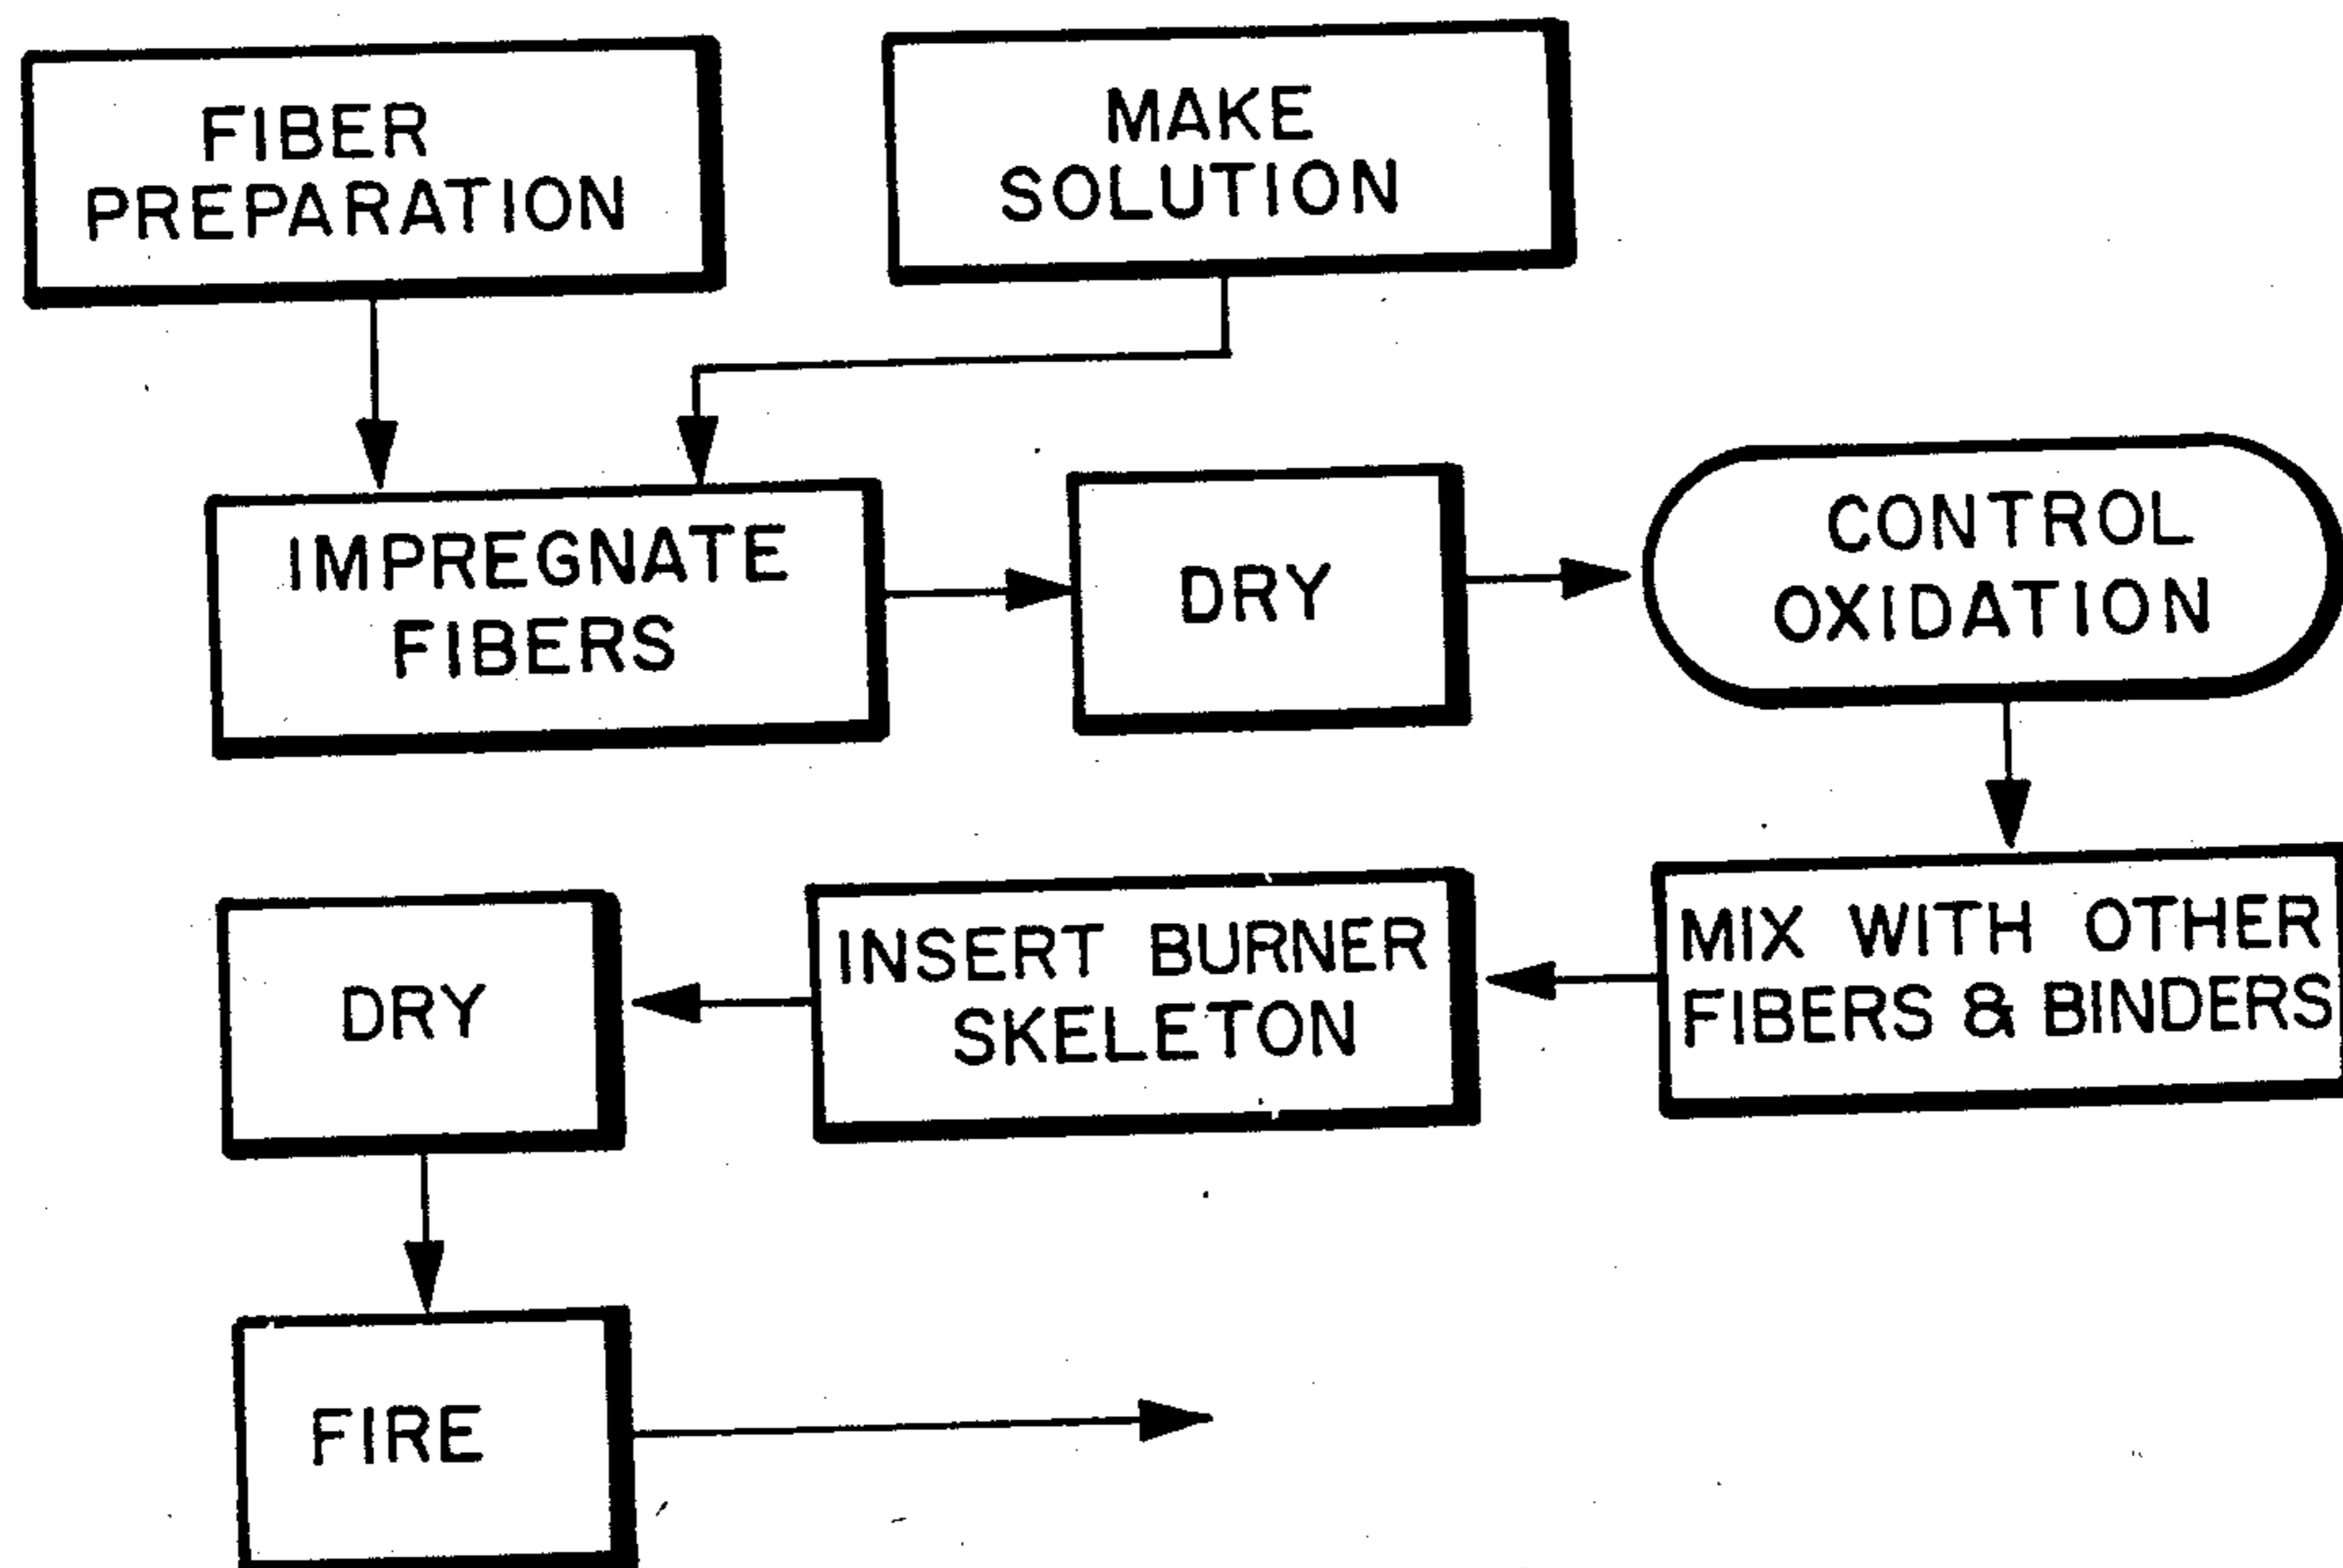 FIBER
PREPARATION
MAKE
SOLUTION
IMPREGNATE
FIBERS
DRY
CONTROL
OXIDATION
MIX WITH OTHER
FIBERS & BINDERS
INSERT BURNER
SKELETON
DRY
FIRE